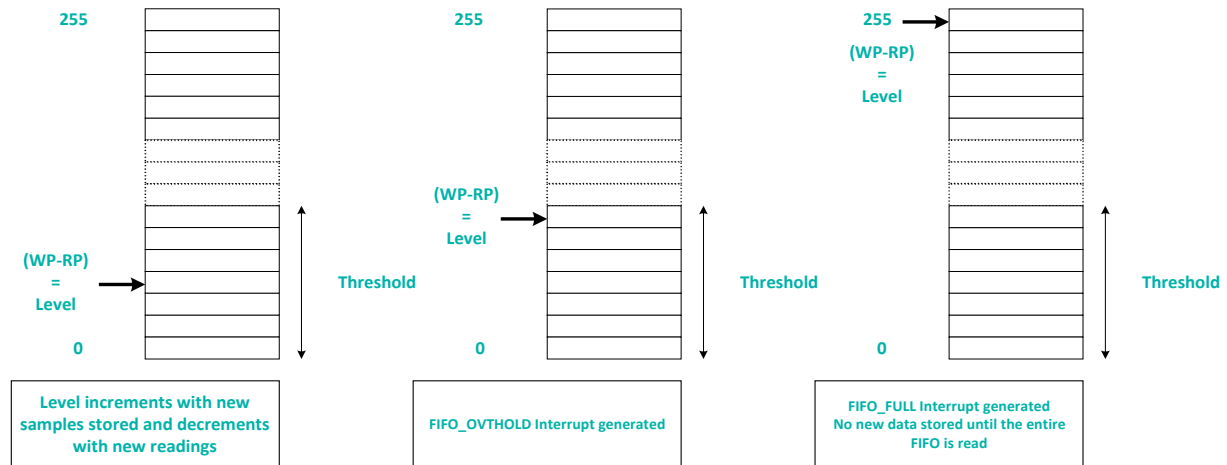 255
(WP-RP)
=
Level
0
Threshold
Level increments with new
samples stored and decrements
with new readings
255
(WP-RP)
=
Level
0
Threshold
FIFO_OVTHOLD Interrupt generated
255
(WP-RP)
=
Level
0
Threshold
FIFO_FULL Interrupt generated
No new data stored until the entire
FIFO is read